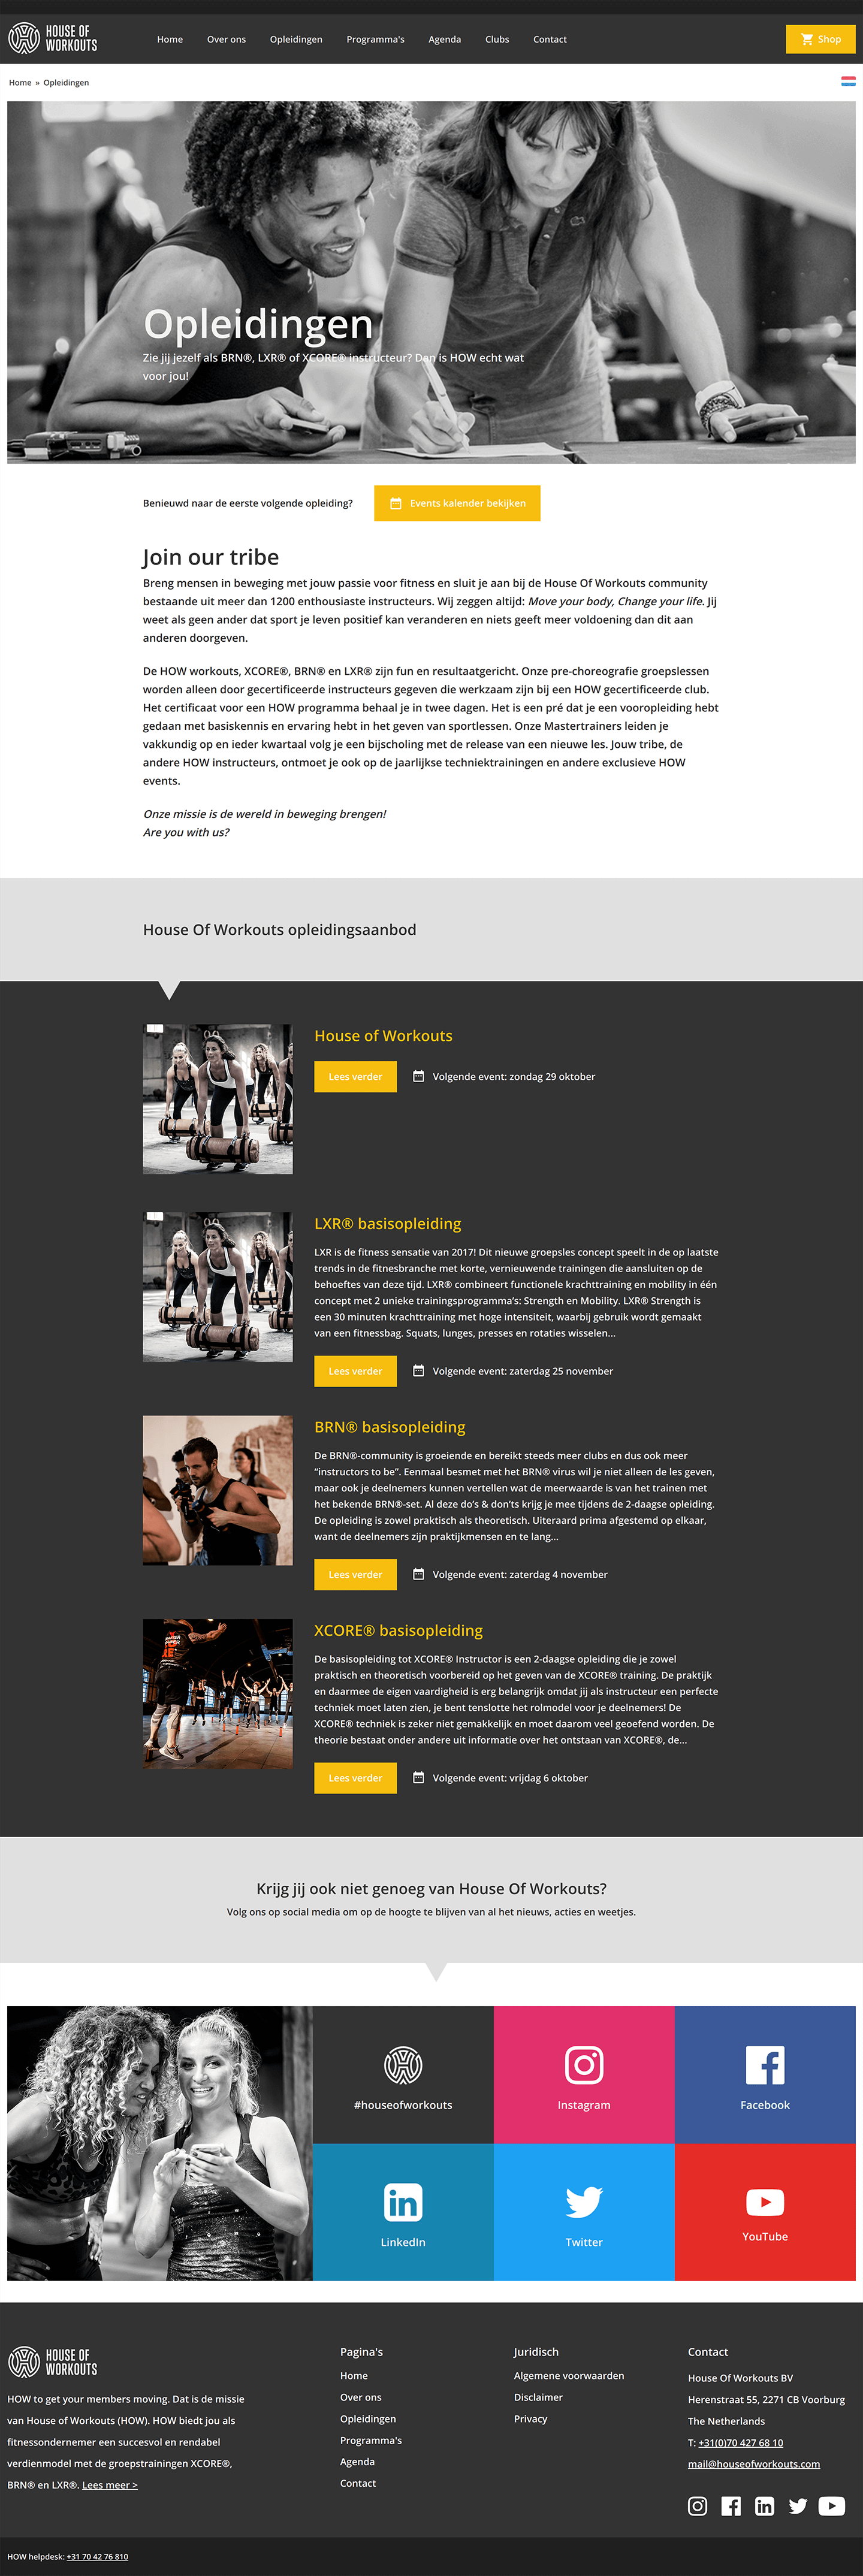 HOUSE OF
WORKOUTS
Home Over ons Opleidingen Programma's Agenda Clubs Contact
Shop
Home » Opleidingen
Opleidingen
Zie jij jezelf als BRN®, LXR® of XCORE® instructeur? Dan is HOW echt wat
voor jou!
Benieuwd naar de eerste volgende opleiding?
Events kalender bekijken
Join our tribe
Breng mensen in beweging met jouw passie voor fitness en sluit je aan bij de House Of Workouts community
bestaande uit meer dan 1200 enthousiaste instructeurs. Wij zeggen altijd: Move your body, Change your life. Jij
weet als geen ander dat sport je leven positief kan veranderen en niets geeft meer voldoening dan dit aan
anderen doorgeven.
De HOW workouts, XCORE®, BRN® en LXR® zijn fun en resultaatgericht. Onze pre-choreografie groepslessen
worden alleen door gecertificeerde instructeurs gegeven die werkzaam zijn bij een HOW gecertificeerde club.
Het certificaat voor een HOW programma behaal je in twee dagen. Het is een pré dat je een vooropleiding hebt
gedaan met basiskennis en ervaring hebt in het geven van sportlessen. Onze Mastertrainers leiden je
vakkundig op en ieder kwartaal volg je een bijscholing met de release van een nieuwe les. Jouw tribe, de
andere HOW instructeurs, ontmoet je ook op de jaarlijkse techniektrainingen en andere exclusieve HOW
events.
Onze missie is de wereld in beweging brengen!
Are you with us?
House Of Workouts opleidingsaanbod
House of Workouts
Lees verder
Volgende event: zondag 29 oktober
LXR® basisopleiding
LXR is de fitness sensatie van 2017! Dit nieuwe groepsles concept speelt in de op laatste
trends in de fitnesbranche met korte, vernieuwende trainingen die aansluiten op de
behoeftes van deze tijd. LXR® combineert functionele krachttraining en mobility in één
concept met 2 unieke trainingsprogramma's: Strength en Mobility. LXR® Strength is
een 30 minuten krachttraining met hoge intensiteit, waarbij gebruik wordt gemaakt
van een fitnessbag. Squats, lunges, presses en rotaties wisselen...
Lees verder
Volgende event: zaterdag 25 november
BRN® basisopleiding
De BRN®-community is groeiende en bereikt steeds meer clubs en dus ook meer
“instructors to be”. Eenmaal besmet met het BRN® virus wil je niet alleen de les geven,
maar ook je deelnemers kunnen vertellen wat de meerwaarde is van het trainen met
het bekende BRN®-set. Al deze do’s & don’ts krijg je mee tijdens de 2-daagse opleiding.
De opleiding is zowel praktisch als theoretisch. Uiteraard prima afgestemd op elkaar,
want de deelnemers zijn praktijkmensen en te lang...
Lees verder
Volgende event: zaterdag 4 november
XCORE® basisopleiding
De basisopleiding tot XCORE® Instructor is een 2-daagse opleiding die je zowel
praktisch en theoretisch voorbereid op het geven van de XCORE® training. De praktijk
en daarmee de eigen vaardigheid is erg belangrijk omdat jij als instructeur een perfecte
techniek moet laten zien, je bent tenslotte het rolmodel voor je deelnemers! De
XCORE® techniek is zeker niet gemakkelijk en moet daarom veel geoefend worden. De
theorie bestaat onder andere uit informatie over het ontstaan van XCORE®, de...
Lees verder
Volgende event: vrijdag 6 oktober
Krijg jij ook niet genoeg van House Of Workouts?
Volg ons op social media om op de hoogte te blijven van al het nieuws, acties en weetjes.
#houseofworkouts
Instagram
Facebook
LinkedIn
Twitter
YouTube
HOUSE OF
WORKOUTS
HOW to get your members moving. Dat is de missie
van House of Workouts (HOW). HOW biedt jou als
fitnessondernemer een succesvol en rendabel
verdienmodel met de groepstrainingen XCORE®,
BRN® en LXR®. Lees meer >
Pagina's
Home
Over ons
Opleidingen
Programma's
Agenda
Contact
Juridisch
Algemene voorwaarden
Disclaimer
Privacy
Contact
House Of Workouts BV
Herenstraat 55, 2271 CB Voorburg
The Netherlands
T: +31(0)70 427 68 10
mail@houseofworkouts.com
HOW helpdesk: +31 70 42 76 810